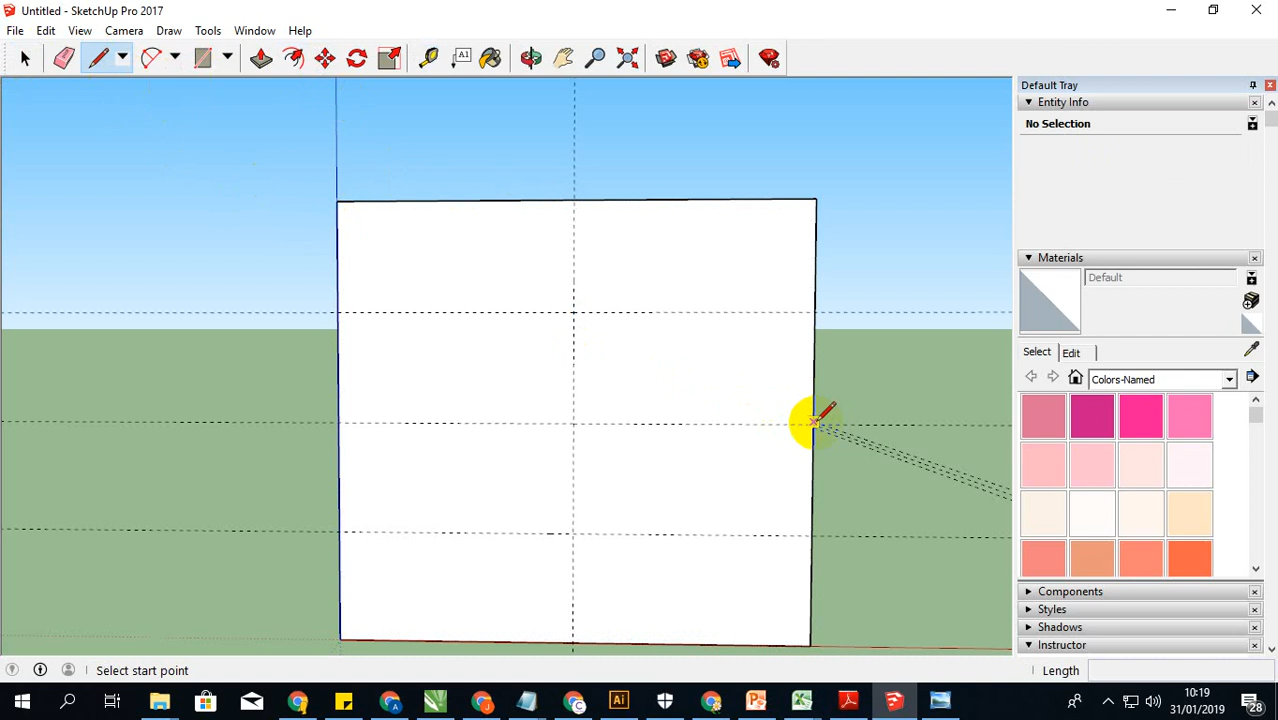 Untitled - SketchUp Pro 2017
File Edit View Camera Draw Tools Window Help
A1
Default Tray
Entity Info
No Selection
Materials
Default
Select Edit
Colors-Named
Components
Styles
Shadows
Instructor
Select start point
Length
Ai
10:19
31/01/2019
28